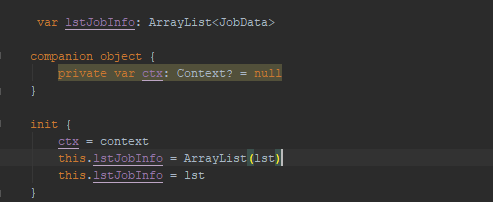 var lstJobInfo: ArrayList<JobData>
companion object {
private var ctx: Context? = null
}
init {
ctx = context
this.lstJobInfo = ArrayList(lst)
this.lstJobInfo = lst
}